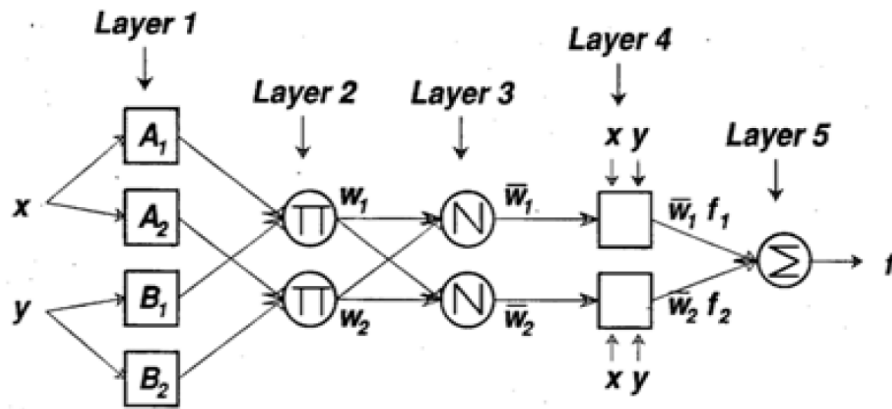 Layer 1
Layer 4
Layer 2
Layer 3
x y
Layer 5
A₁
x
A₂
Π
w₁
N
w̅₁
w̅₁ f₁
Σ
f
y
B₁
Π
w₂
N
w̅₂
w̅₂ f₂
B₂
x y